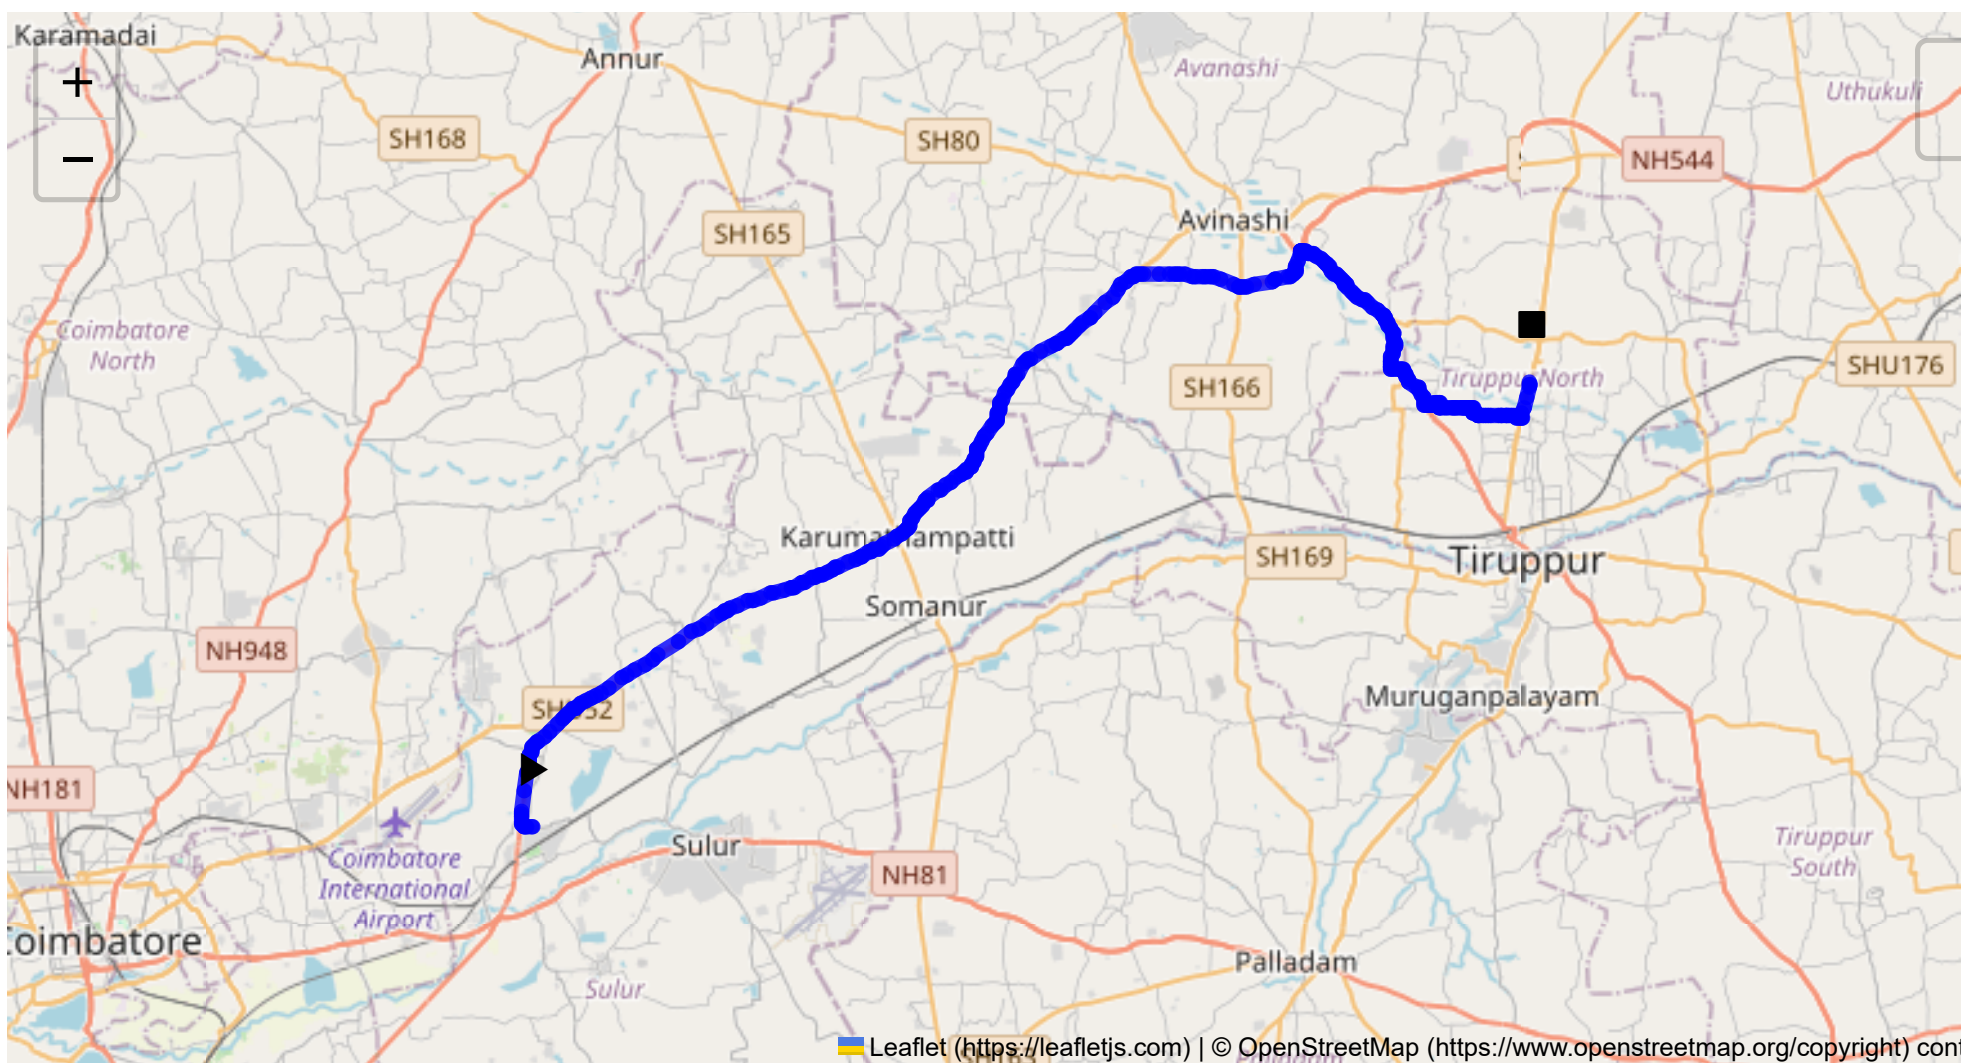 Karamadai
+
−
Annur
Avanashi
Uthukuli
SH168
SH80
NH544
Avinashi
SH165
Coimbatore
North
SHU176
SH166
Tiruppur North
SH169
Tiruppur
Somanur
NH948
Muruganpalayam
NH181
Coimbatore
International
Airport
Sulur
NH81
Tiruppur
South
oimbatore
Palladam
Sulur
Leaflet (https://leafletjs.com) | © OpenStreetMap (https://www.openstreetmap.org/copyright) cont